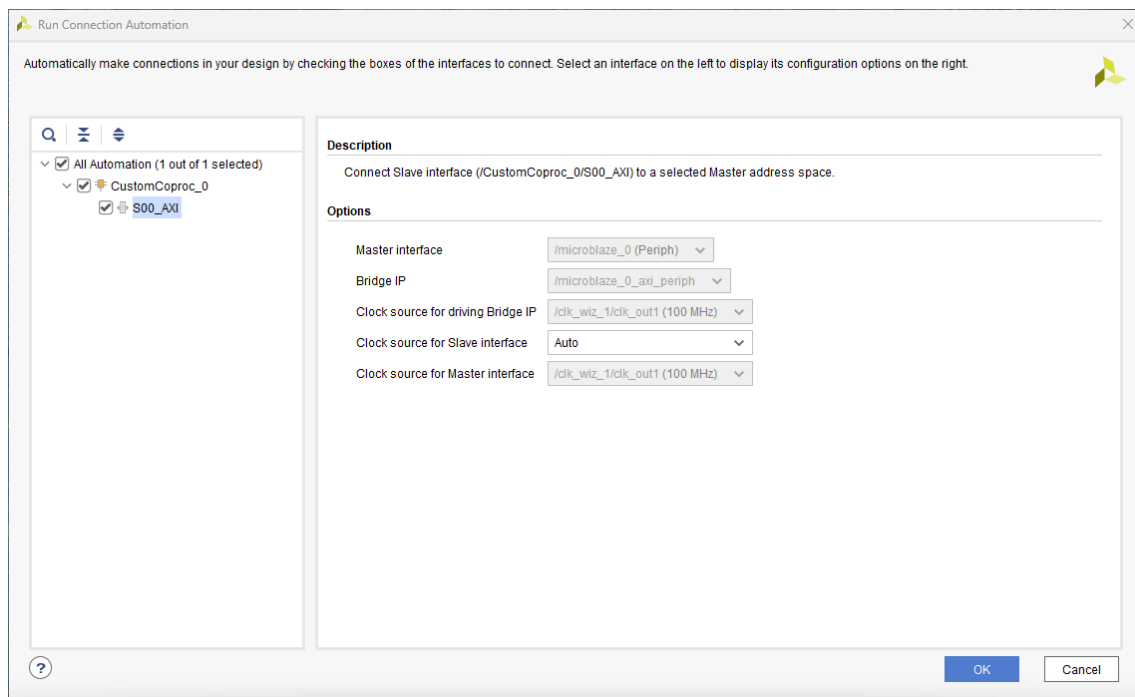 Run Connection Automation
Automatically make connections in your design by checking the boxes of the interfaces to connect. Select an interface on the left to display its configuration options on the right.
All Automation (1 out of 1 selected)
CustomCoproc_0
S00_AXI
Description
Connect Slave interface (/CustomCoproc_0/S00_AXI) to a selected Master address space.
Options
Master interface /microblaze_0 (Periph)
Bridge IP /microblaze_0_axi_periph
Clock source for driving Bridge IP /clk_wiz_1/clk_out1 (100 MHz)
Clock source for Slave interface Auto
Clock source for Master interface /clk_wiz_1/clk_out1 (100 MHz)
? OK Cancel